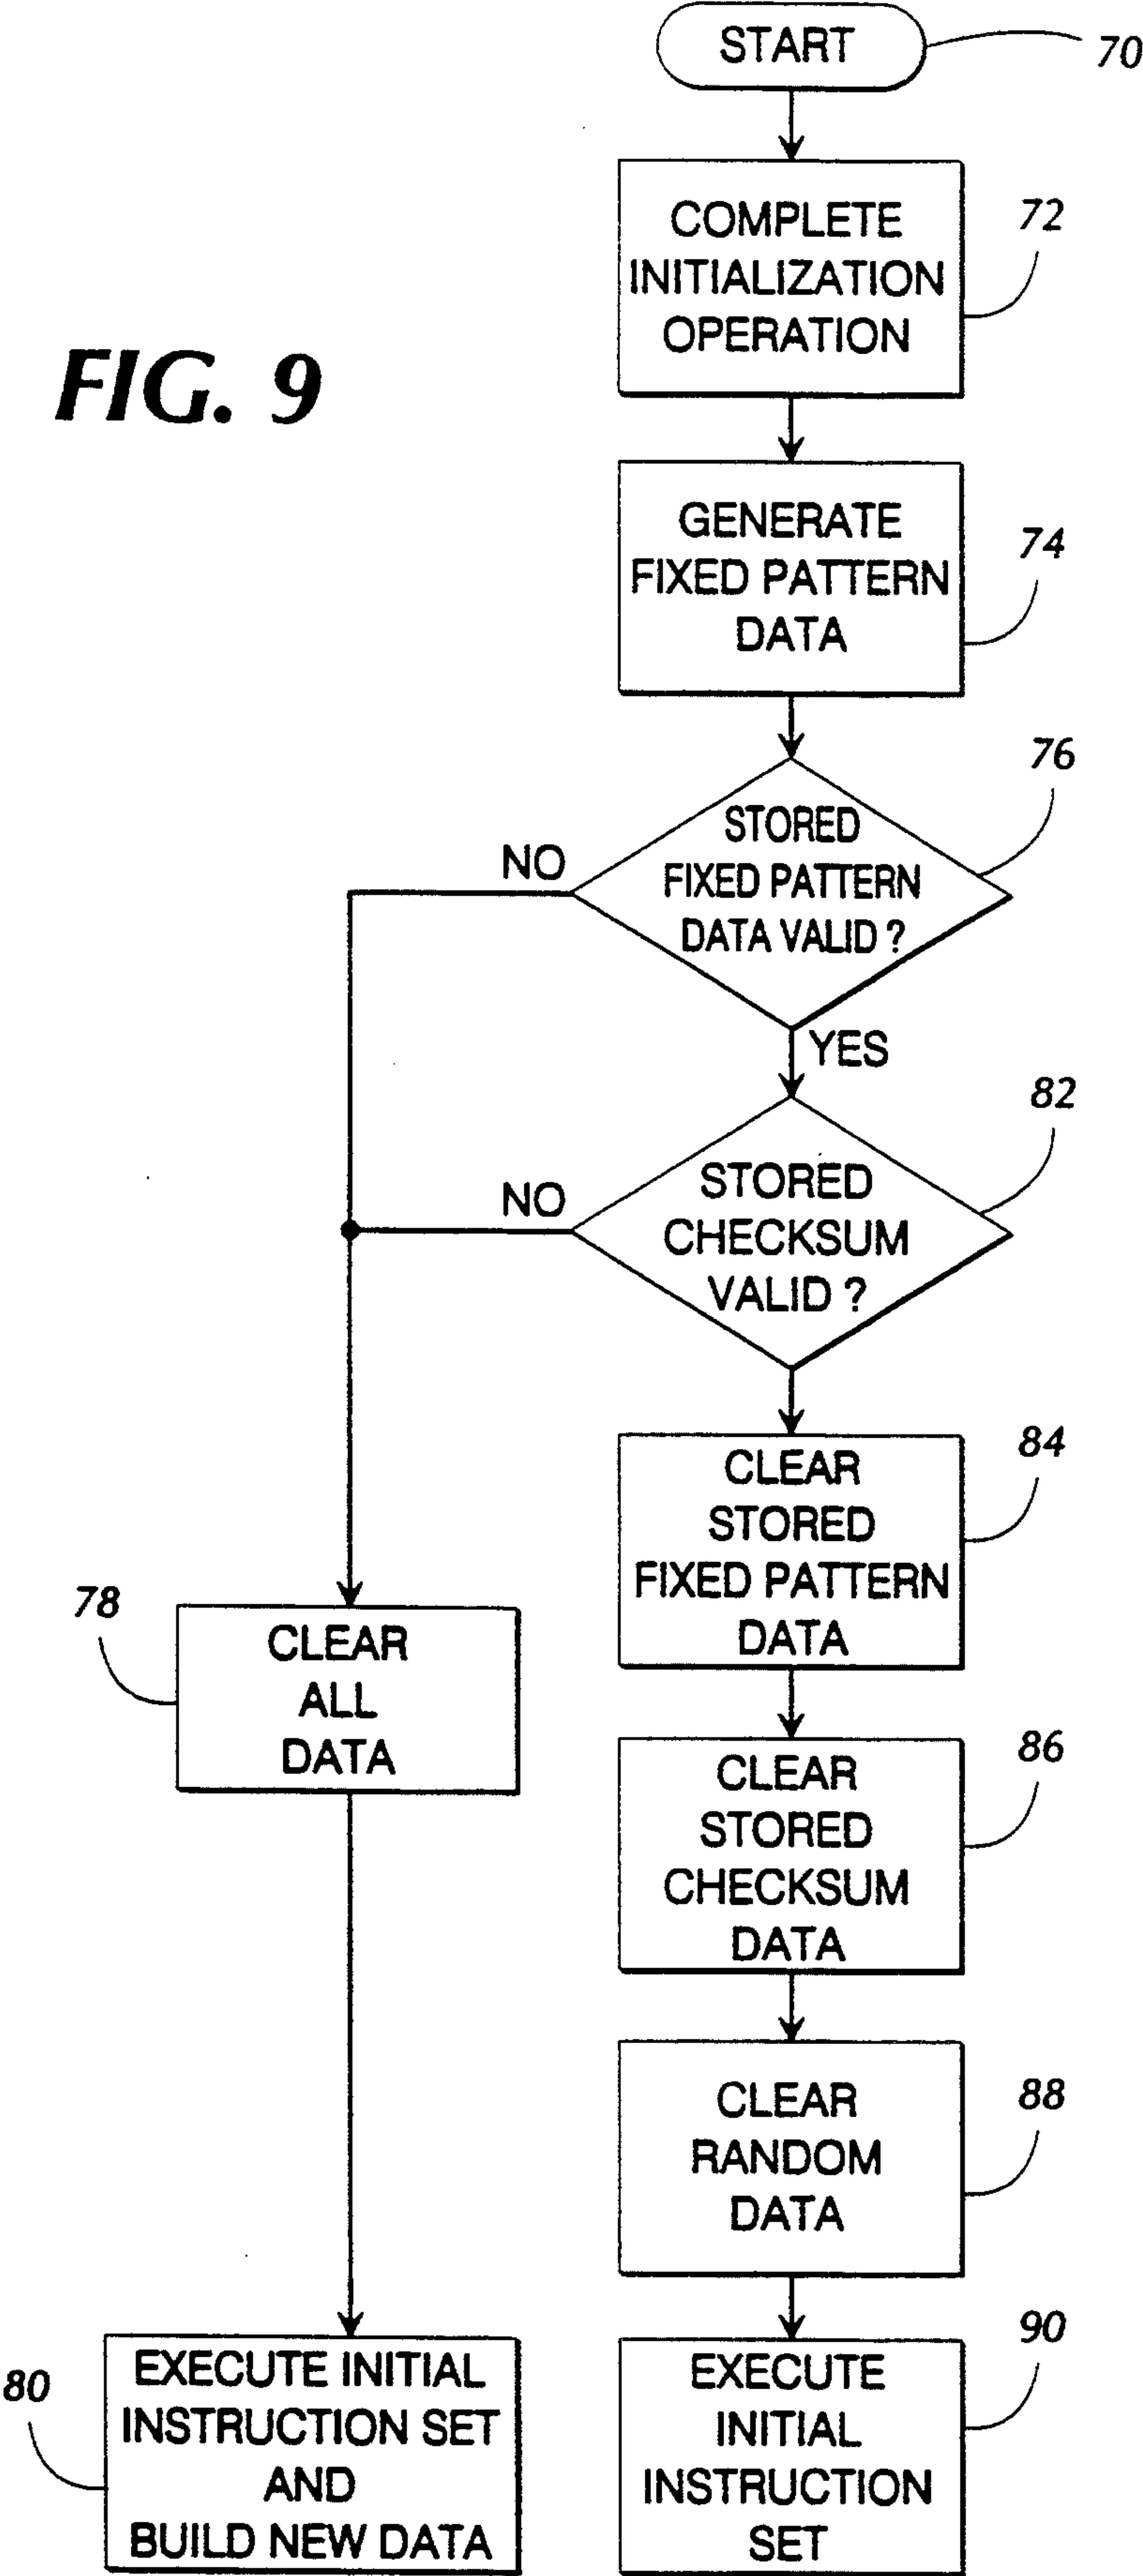 START
70
COMPLETE
INITIALIZATION
OPERATION
72
FIG. 9
GENERATE
FIXED PATTERN
DATA
74
STORED
FIXED PATTERN
DATA VALID ?
76
NO
YES
STORED
CHECKSUM
VALID ?
82
NO
CLEAR
STORED
FIXED PATTERN
DATA
84
78
CLEAR
ALL
DATA
CLEAR
STORED
CHECKSUM
DATA
86
CLEAR
RANDOM
DATA
88
80
EXECUTE INITIAL
INSTRUCTION SET
AND
BUILD NEW DATA
EXECUTE
INITIAL
INSTRUCTION
SET
90